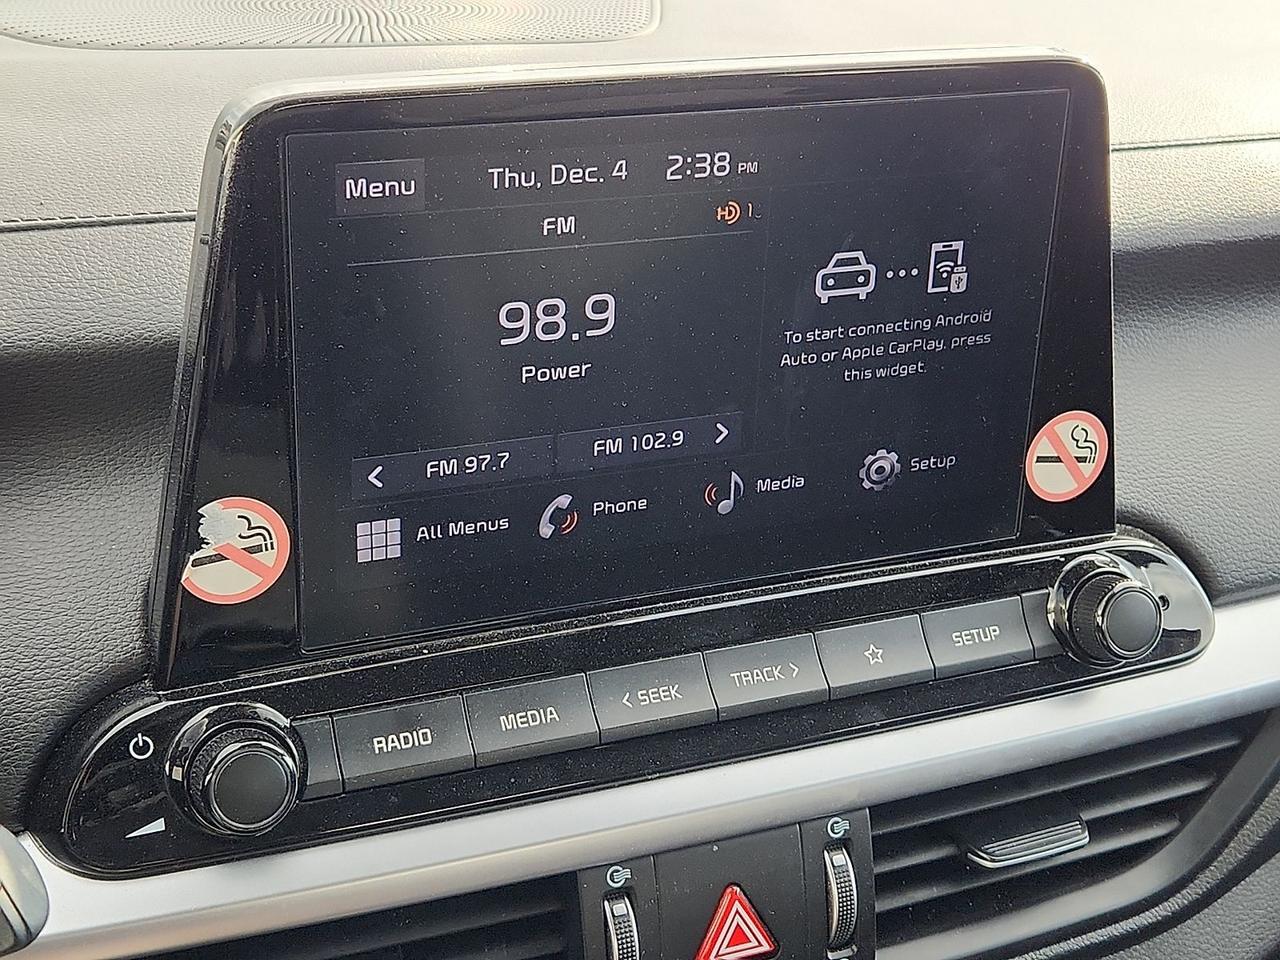 Menu
Thu, Dec. 4
2:38 PM
FM
HD 1
98.9
Power
To start connecting Android
Auto or Apple CarPlay, press
this widget.
< FM 97.7
FM 102.9 >
All Menus
Phone
Media
Setup
RADIO
MEDIA
< SEEK
TRACK >
SETUP